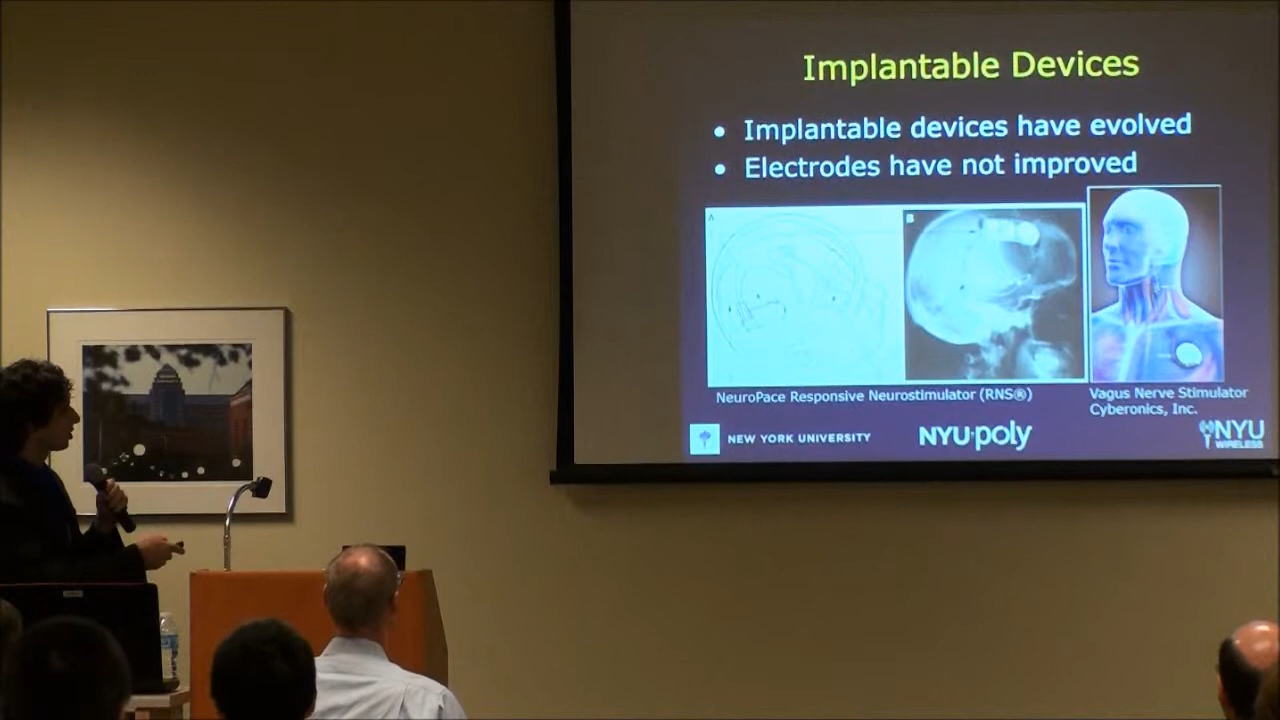 Implantable Devices
• Implantable devices have evolved
• Electrodes have not improved
A
B
NeuroPace Responsive Neurostimulator (RNS®)
Vagus Nerve Stimulator
Cyberonics, Inc.
NEW YORK UNIVERSITY
NYU·poly
NYU
WIRELESS